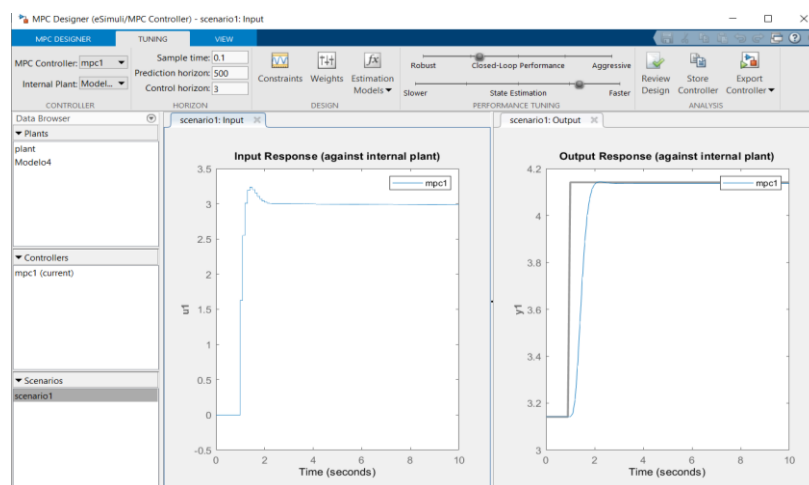 MPC Designer (eSimuli/MPC Controller) - scenario1: Input
MPC DESIGNER TUNING VIEW
MPC Controller: mpc1
Internal Plant: Model...
CONTROLLER
Sample time: 0.1
Prediction horizon: 500
Control horizon: 3
HORIZON
Constraints Weights Estimation Models
DESIGN
Robust Closed-Loop Performance Aggressive
Slower State Estimation Faster
PERFORMANCE TUNING
Review Design Store Controller Export Controller
ANALYSIS
Data Browser
Plants
plant
Modelo4
Controllers
mpc1 (current)
Scenarios
scenario1
scenario1: Input
Input Response (against internal plant)
mpc1
3.5
3
2.5
2
1.5
1
0.5
0
-0.5
u1
0 2 4 6 8 10
Time (seconds)
scenario1: Output
Output Response (against internal plant)
mpc1
4.2
4
3.8
3.6
3.4
3.2
3
y1
0 2 4 6 8 10
Time (seconds)